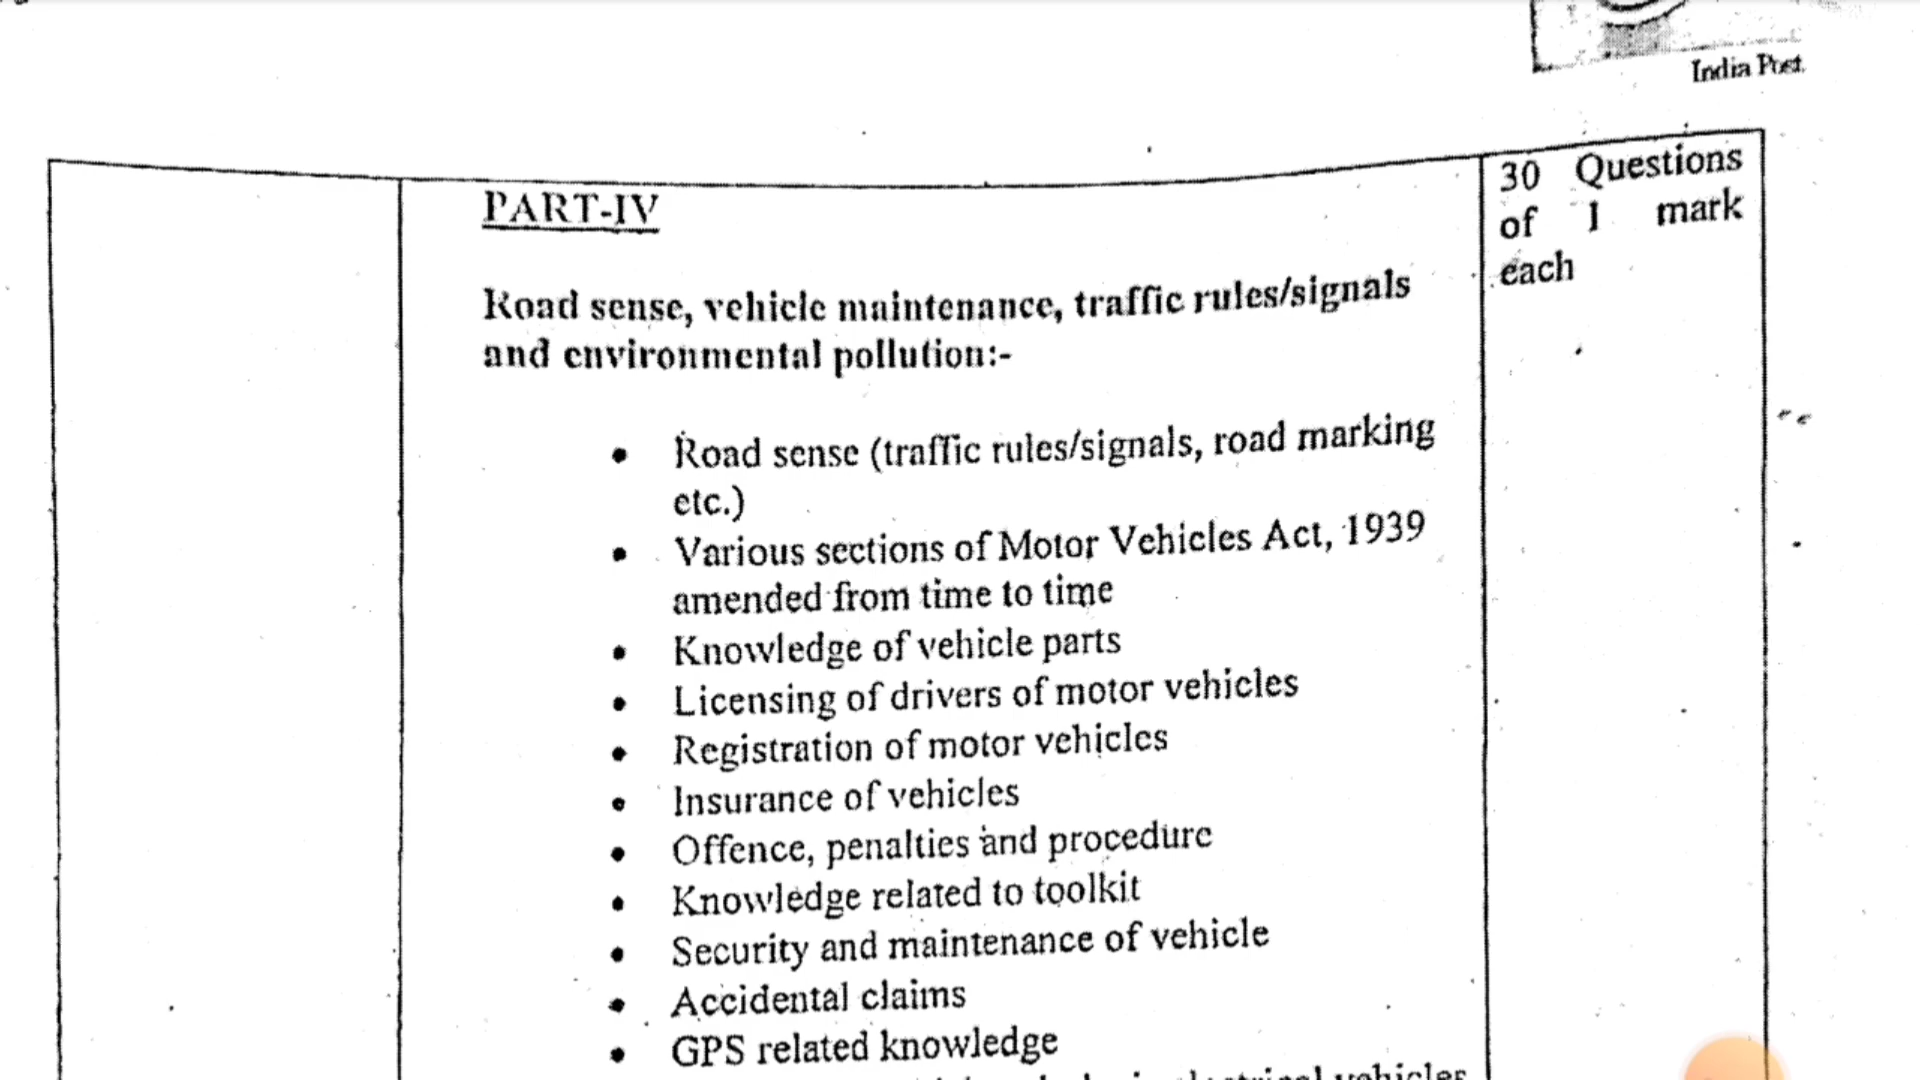 India Post
PART-IV
30 Questions
of 1 mark
each
Road sense, vehicle maintenance, traffic rules/signals
and environmental pollution:-
• Road sense (traffic rules/signals, road marking
etc.)
• Various sections of Motor Vehicles Act, 1939
amended from time to time
• Knowledge of vehicle parts
• Licensing of drivers of motor vehicles
• Registration of motor vehicles
• Insurance of vehicles
• Offence, penalties and procedure
• Knowledge related to toolkit
• Security and maintenance of vehicle
• Accidental claims
• GPS related knowledge
electrical vehicles